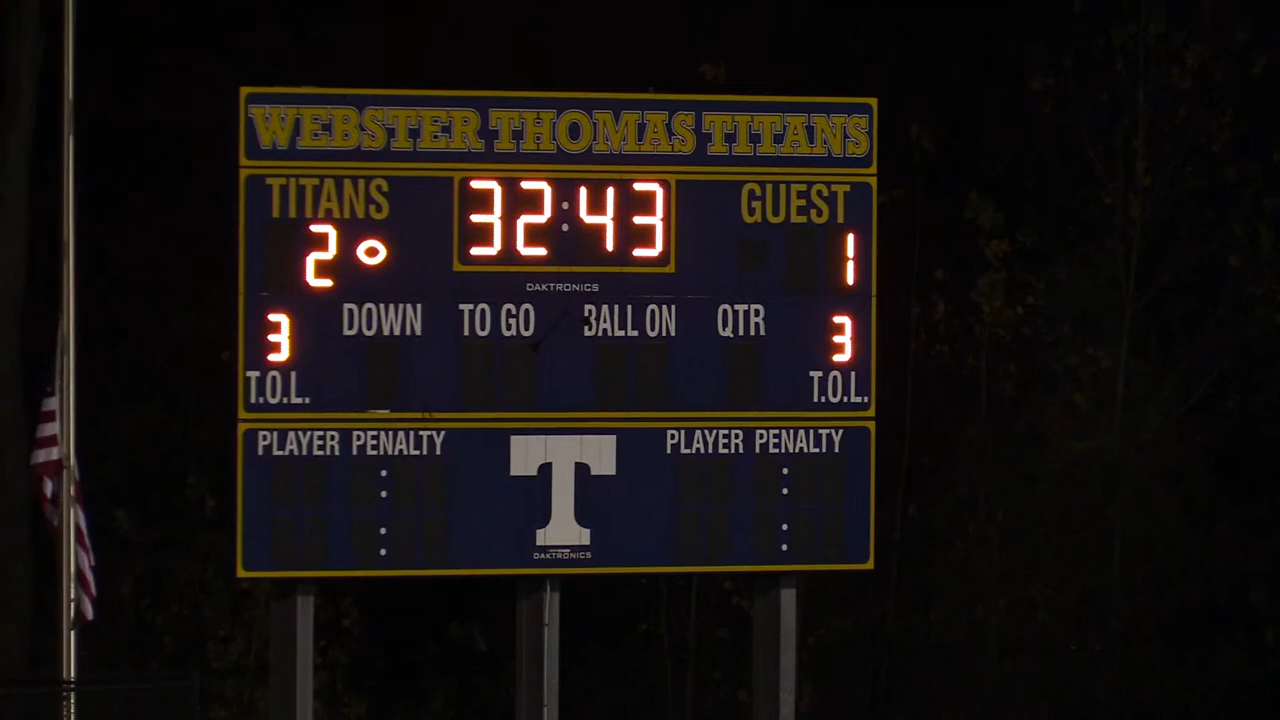 WEBSTER THOMAS TITANS
TITANS 32:43 GUEST
2 1
DAKTRONICS
DOWN TO GO BALL ON QTR
3 3
T.O.L. T.O.L.
PLAYER PENALTY PLAYER PENALTY
T
DAKTRONICS